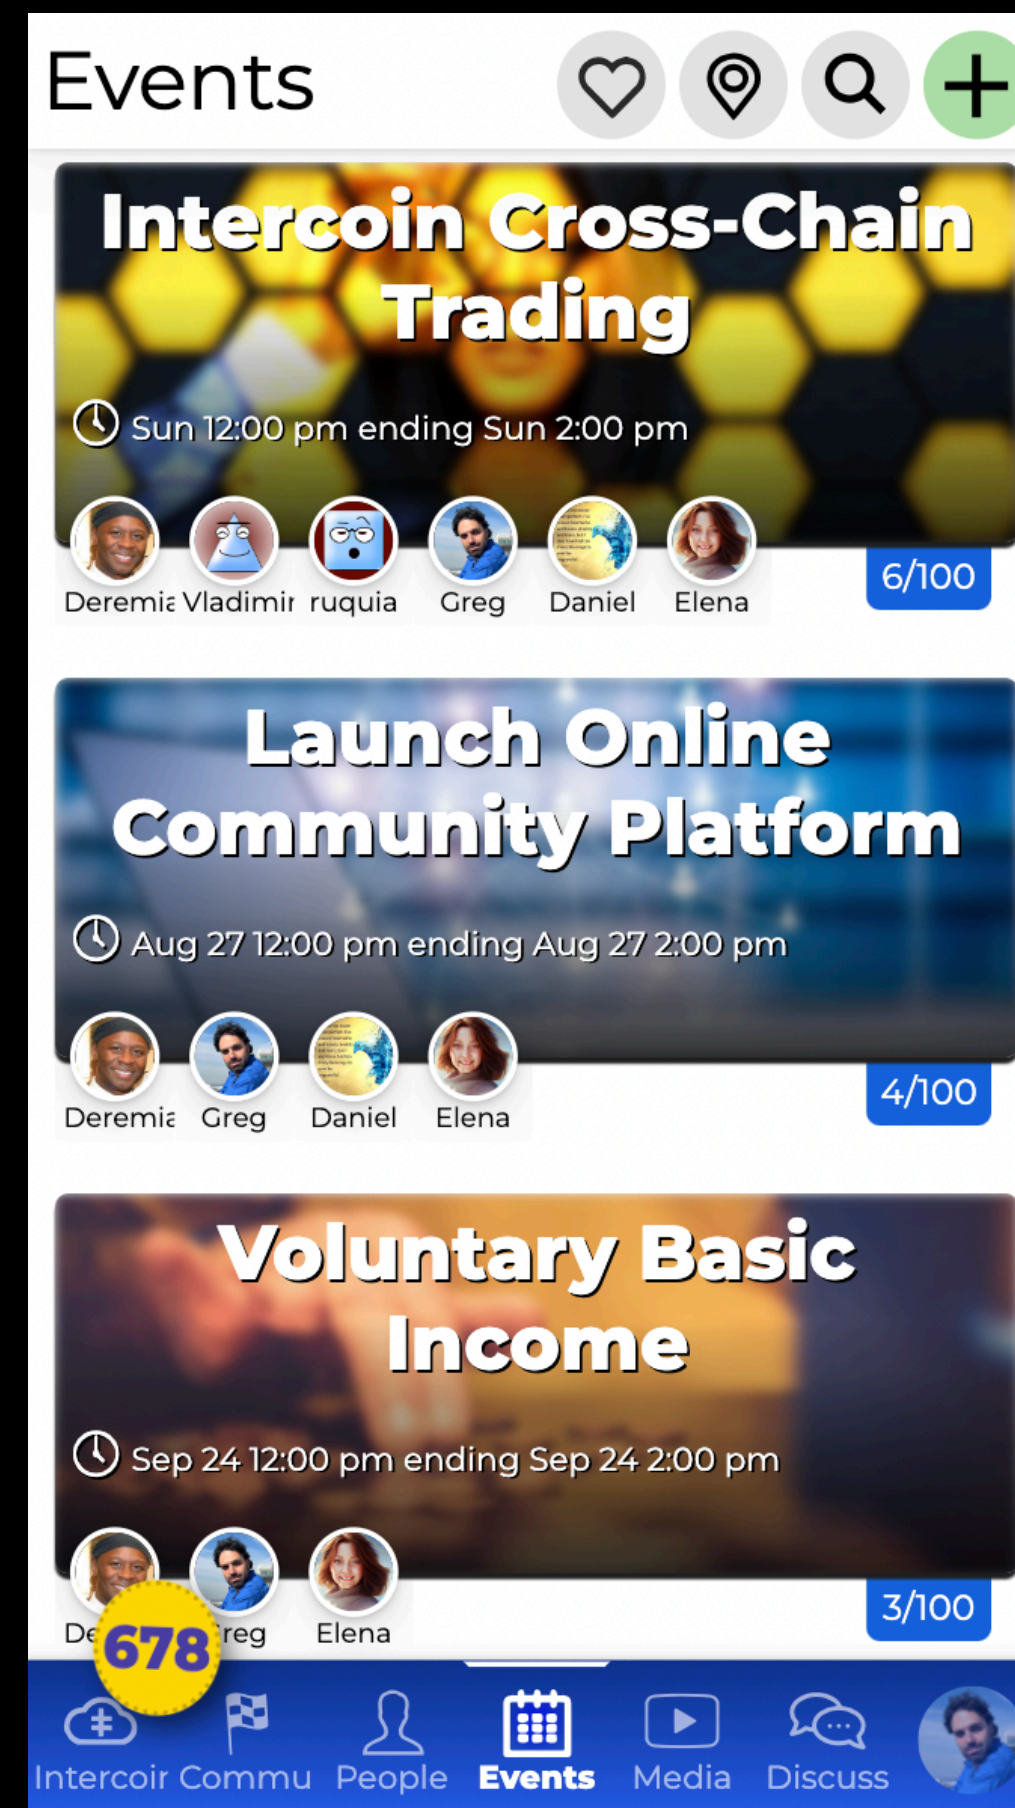 Events
Intercoin Cross-Chain
Trading
Sun 12:00 pm ending Sun 2:00 pm
Deremia Vladimir ruquia Greg Daniel Elena
6/100
Launch Online
Community Platform
Aug 27 12:00 pm ending Aug 27 2:00 pm
Deremia Greg Daniel Elena
4/100
Voluntary Basic
Income
Sep 24 12:00 pm ending Sep 24 2:00 pm
Elena
3/100
678
Intercoir Commu People Events Media Discuss